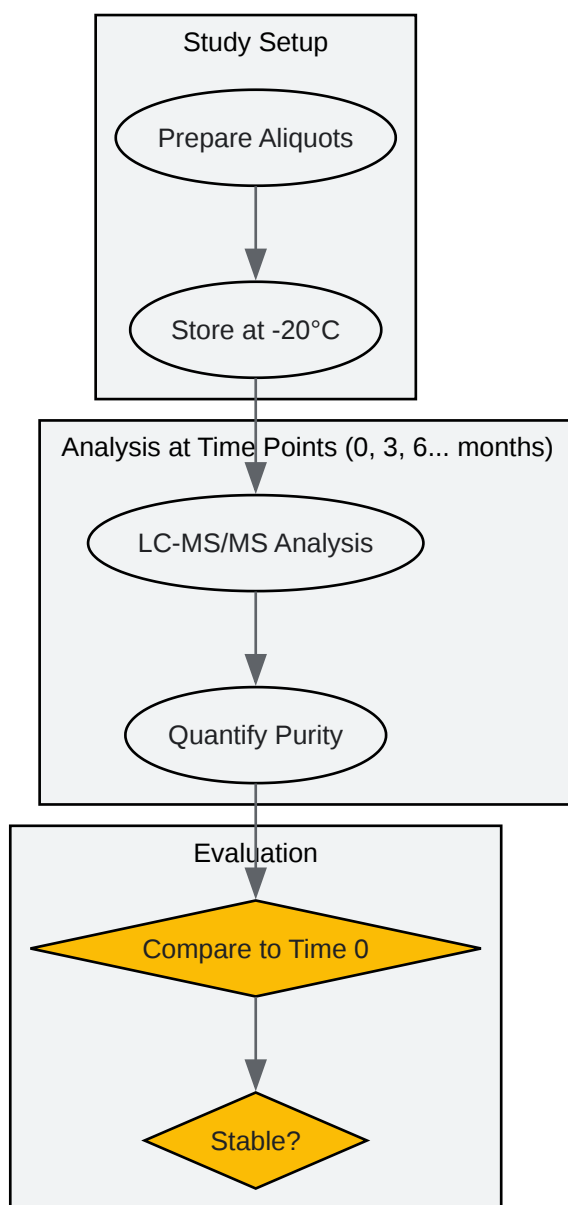 Study Setup
Prepare Aliquots
Store at -20°C
Analysis at Time Points (0, 3, 6... months)
LC-MS/MS Analysis
Quantify Purity
Evaluation
Compare to Time 0
Stable?